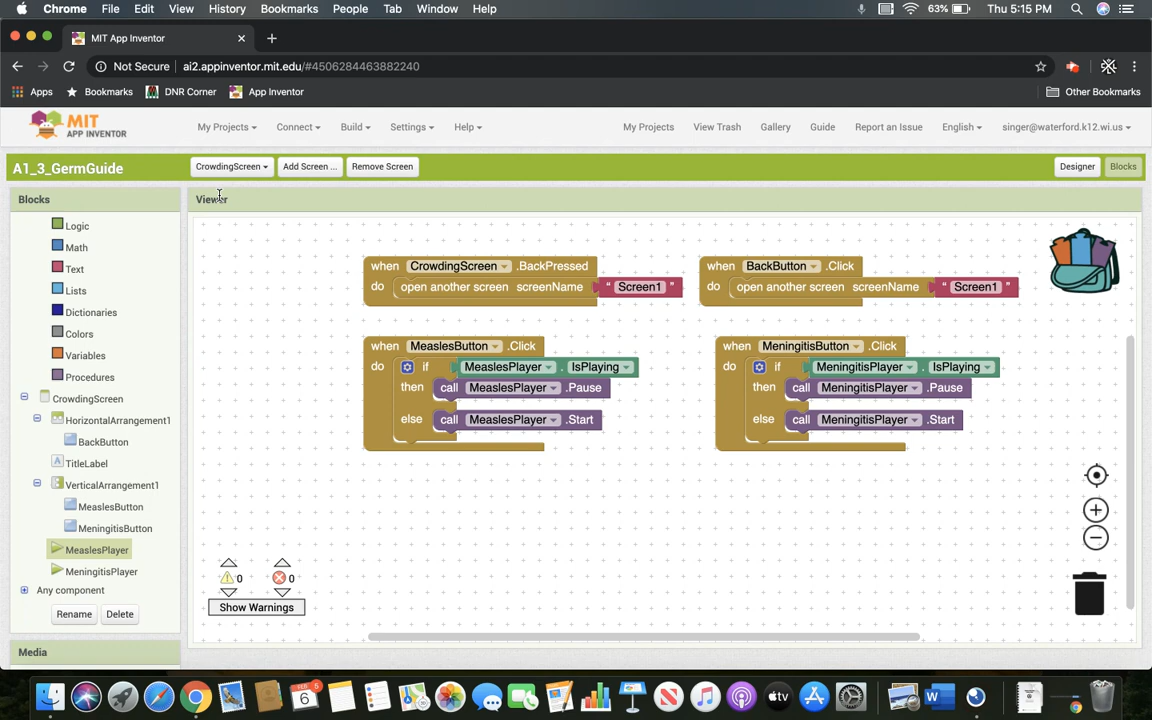 Chrome File Edit View History Bookmarks People Tab Window Help 63% Thu 5:15 PM
MIT App Inventor
Not Secure ai2.appinventor.mit.edu/#4506284463882240
Apps Bookmarks DNR Corner App Inventor Other Bookmarks
MIT APP INVENTOR My Projects Connect Build Settings Help My Projects View Trash Gallery Guide Report an Issue English singer@waterford.k12.wi.us
A1_3_GermGuide CrowdingScreen Add Screen ... Remove Screen Designer Blocks
Blocks
Viewer
Logic
Math
Text
Lists
Dictionaries
Colors
Variables
Procedures
CrowdingScreen
HorizontalArrangement1
BackButton
TitleLabel
VerticalArrangement1
MeaslesButton
MeningitisButton
MeaslesPlayer
MeningitisPlayer
Any component
Rename Delete
Media
when CrowdingScreen .BackPressed
do open another screen screenName " Screen1 "
when BackButton .Click
do open another screen screenName " Screen1 "
when MeaslesButton .Click
do if MeaslesPlayer . IsPlaying
then call MeaslesPlayer .Pause
else call MeaslesPlayer .Start
when MeningitisButton .Click
do if MeningitisPlayer . IsPlaying
then call MeningitisPlayer .Pause
else call MeningitisPlayer .Start
0 0
Show Warnings
FEB 6 5
tv
W